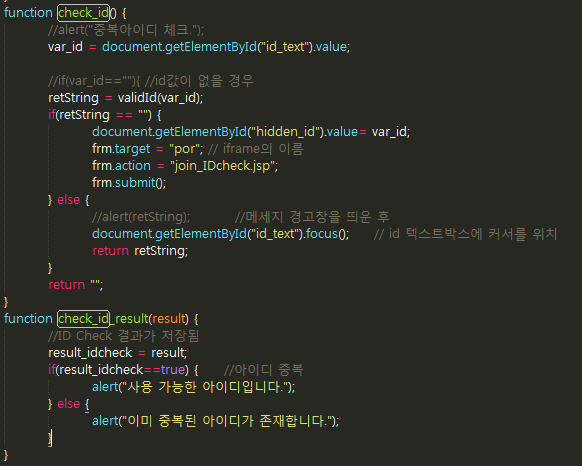 function check_id() {
//alert("중복아이디 체크.");
var_id = document.getElementById("id_text").value;
//if(var_id==""){ //id값이 없을 경우
retString = validId(var_id);
if(retString == "") {
document.getElementById("hidden_id").value= var_id;
frm.target = "por"; // iframe의 이름
frm.action = "join_IDcheck.jsp";
frm.submit();
} else {
//alert(retString); //메세지 경고창을 띄운 후
document.getElementById("id_text").focus(); // id 텍스트박스에 커서를 위치
return retString;
}
return "";
}
function check_id_result(result) {
//ID Check 결과가 저장됨
result_idcheck = result;
if(result_idcheck==true) { //아이디 중복
alert("사용 가능한 아이디입니다.");
} else {
alert("이미 중복된 아이디가 존재합니다.");
}
}